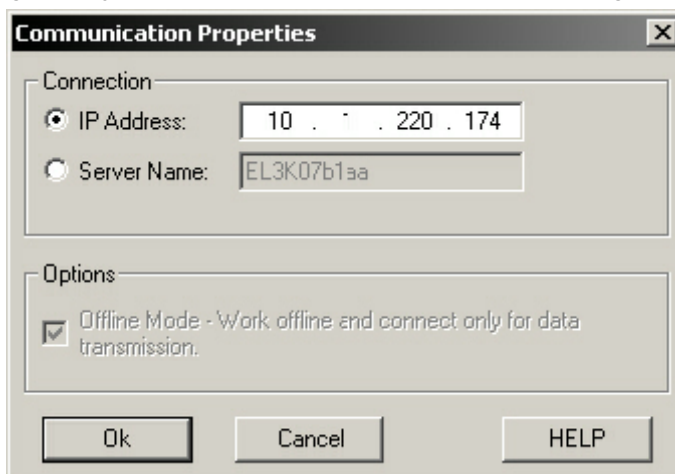 Communication Properties
Connection
IP Address: 10 . . 220 . 174
Server Name: EL3K07b1aa
Options
Offline Mode - Work offline and connect only for data
transmission.
Ok Cancel HELP